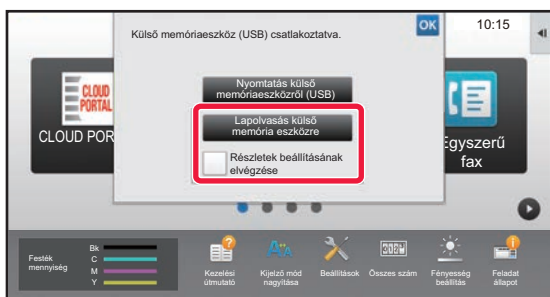 Külső memóriaeszköz (USB) csatlakoztatva.
OK
10:15
Nyomtatás külső
memóriaeszközről (USB)
Lapolvasás külső
memória eszközre
Részletek beállításának
elvégzése
CLOUD
PORTAL
CLOUD POR
Egyszerű
fax
Festék
mennyiség
Bk
C
M
Y
Kezelési
útmutató
Kijelző mód
nagyítása
Beállítások
Összes szám
Fényesség
beállítás
Feladat
állapot